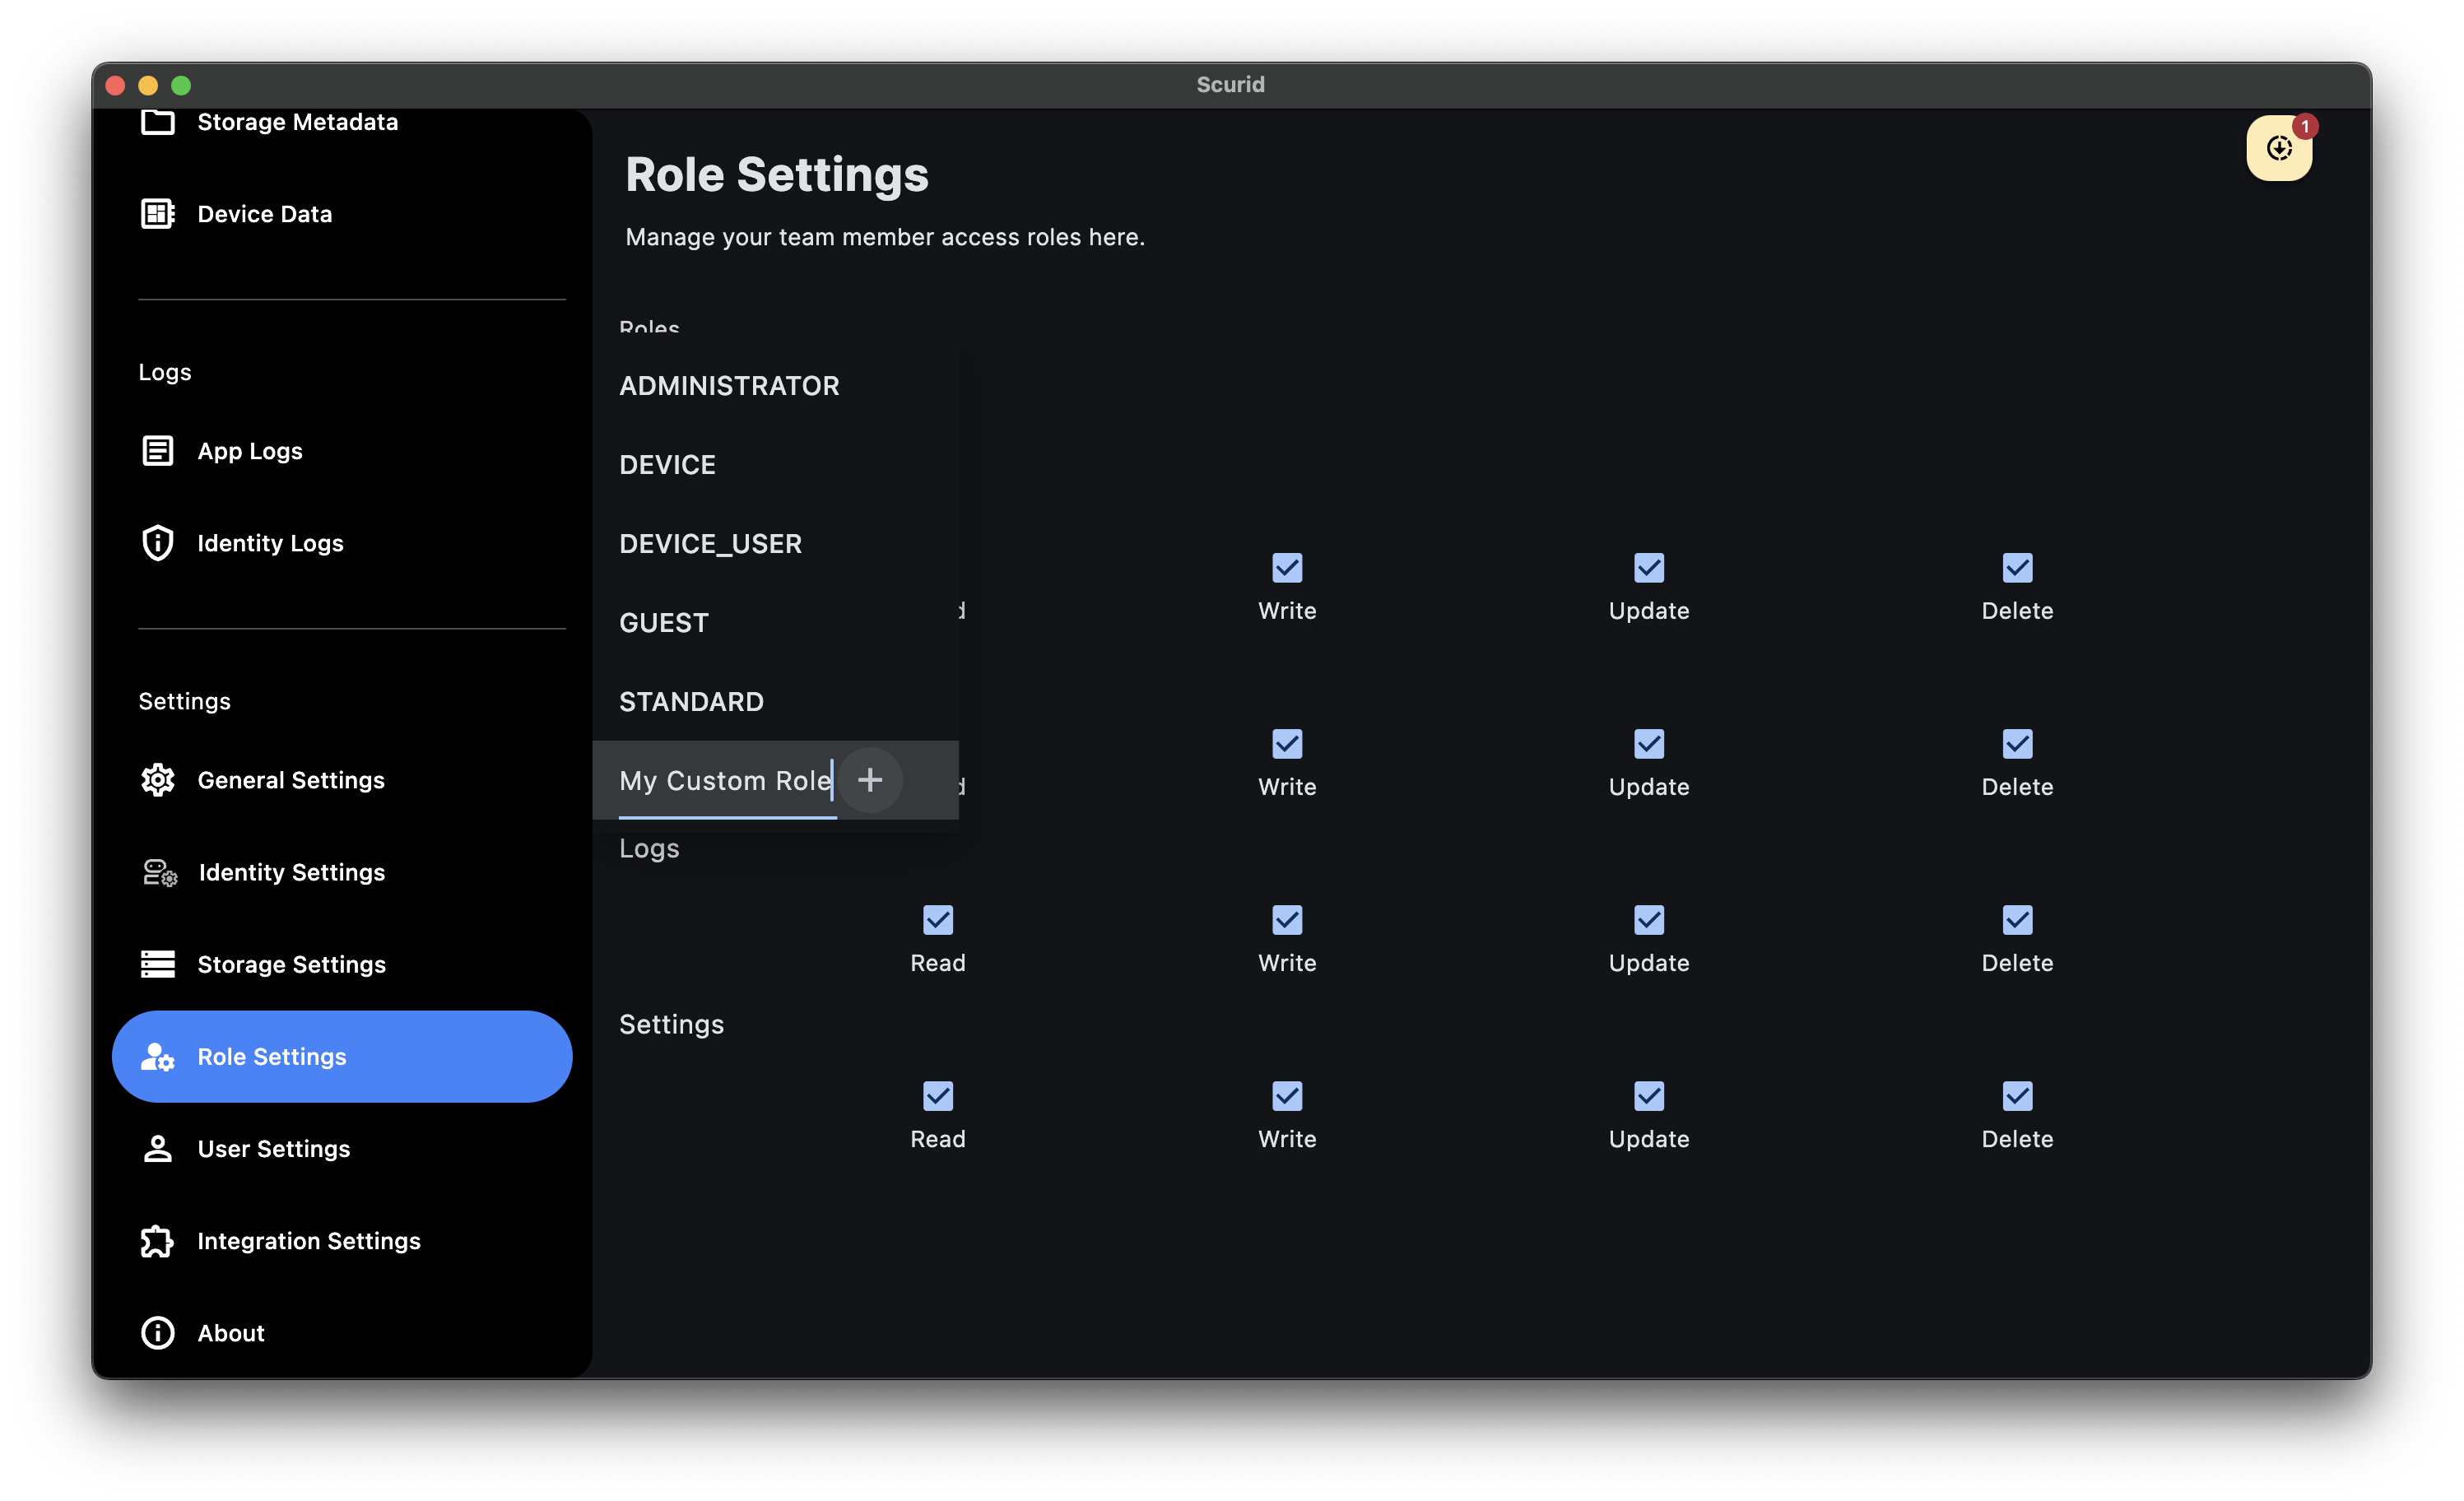 Scurid
Storage Metadata
Device Data
Logs
App Logs
Identity Logs
Settings
General Settings
Identity Settings
Storage Settings
Role Settings
User Settings
Integration Settings
About
1
Role Settings
Manage your team member access roles here.
Roles
ADMINISTRATOR
DEVICE
DEVICE_USER
GUEST
STANDARD
My Custom Role
d Write Update Delete
d Write Update Delete
Logs
Read Write Update Delete
Settings
Read Write Update Delete